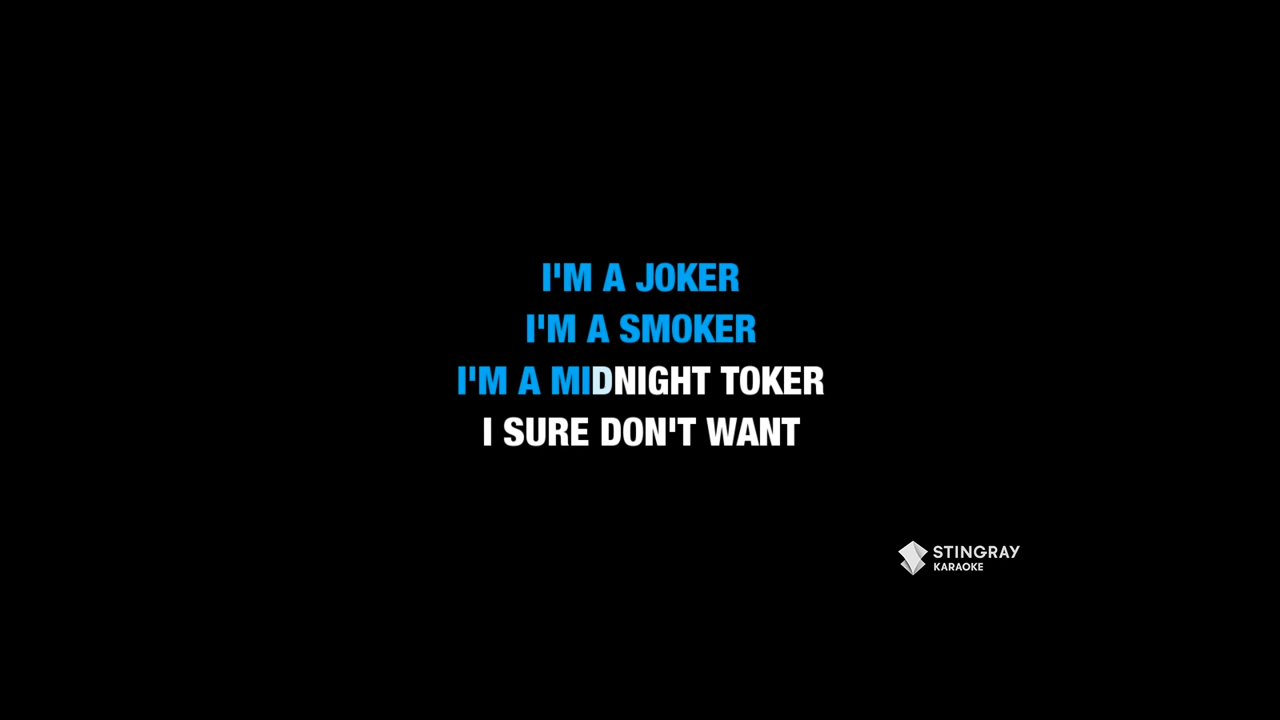 I'M A JOKER
I'M A SMOKER
I'M A MIDNIGHT TOKER
I SURE DON'T WANT
STINGRAY
KARAOKE